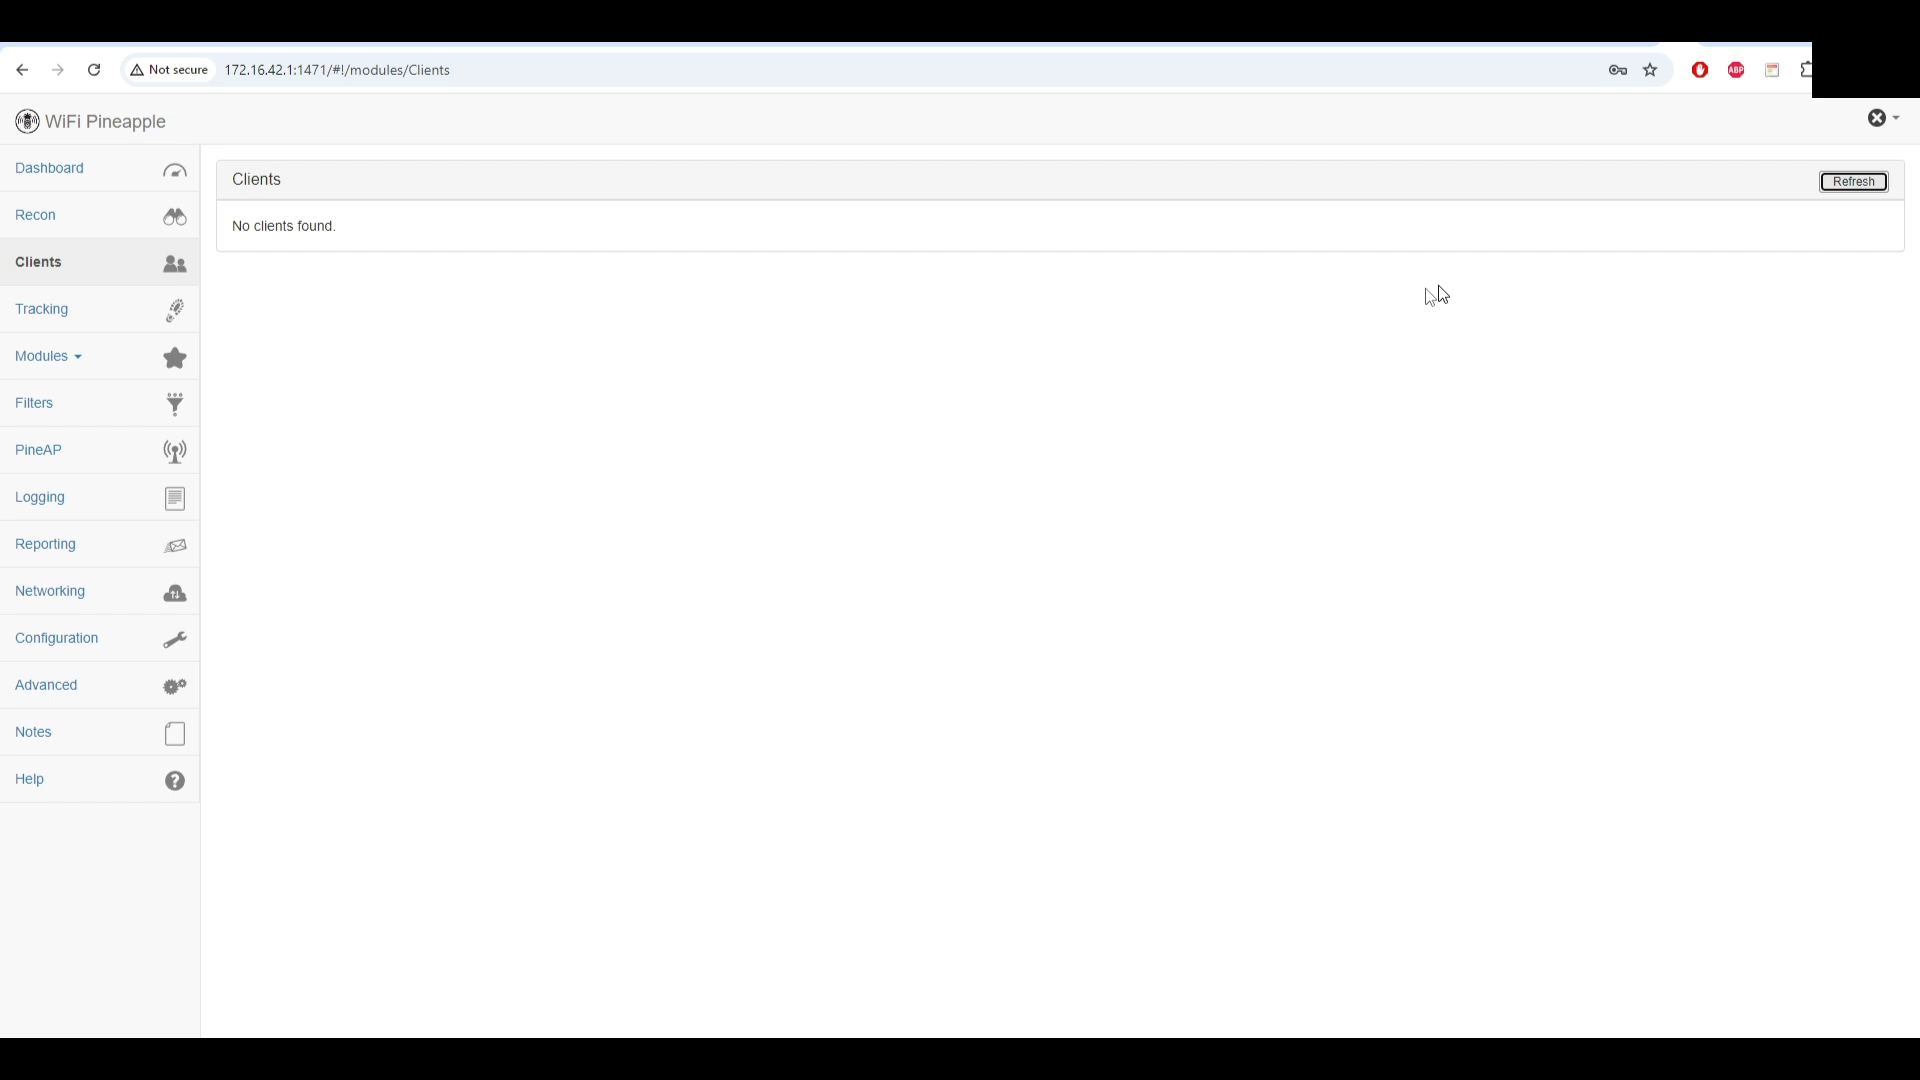 Not secure
172.16.42.1:1471/#!/modules/Clients
ABP
WiFi Pineapple
Dashboard
Recon
Clients
Tracking
Modules
Filters
PineAP
Logging
Reporting
Networking
Configuration
Advanced
Notes
Help
Clients
Refresh
No clients found.